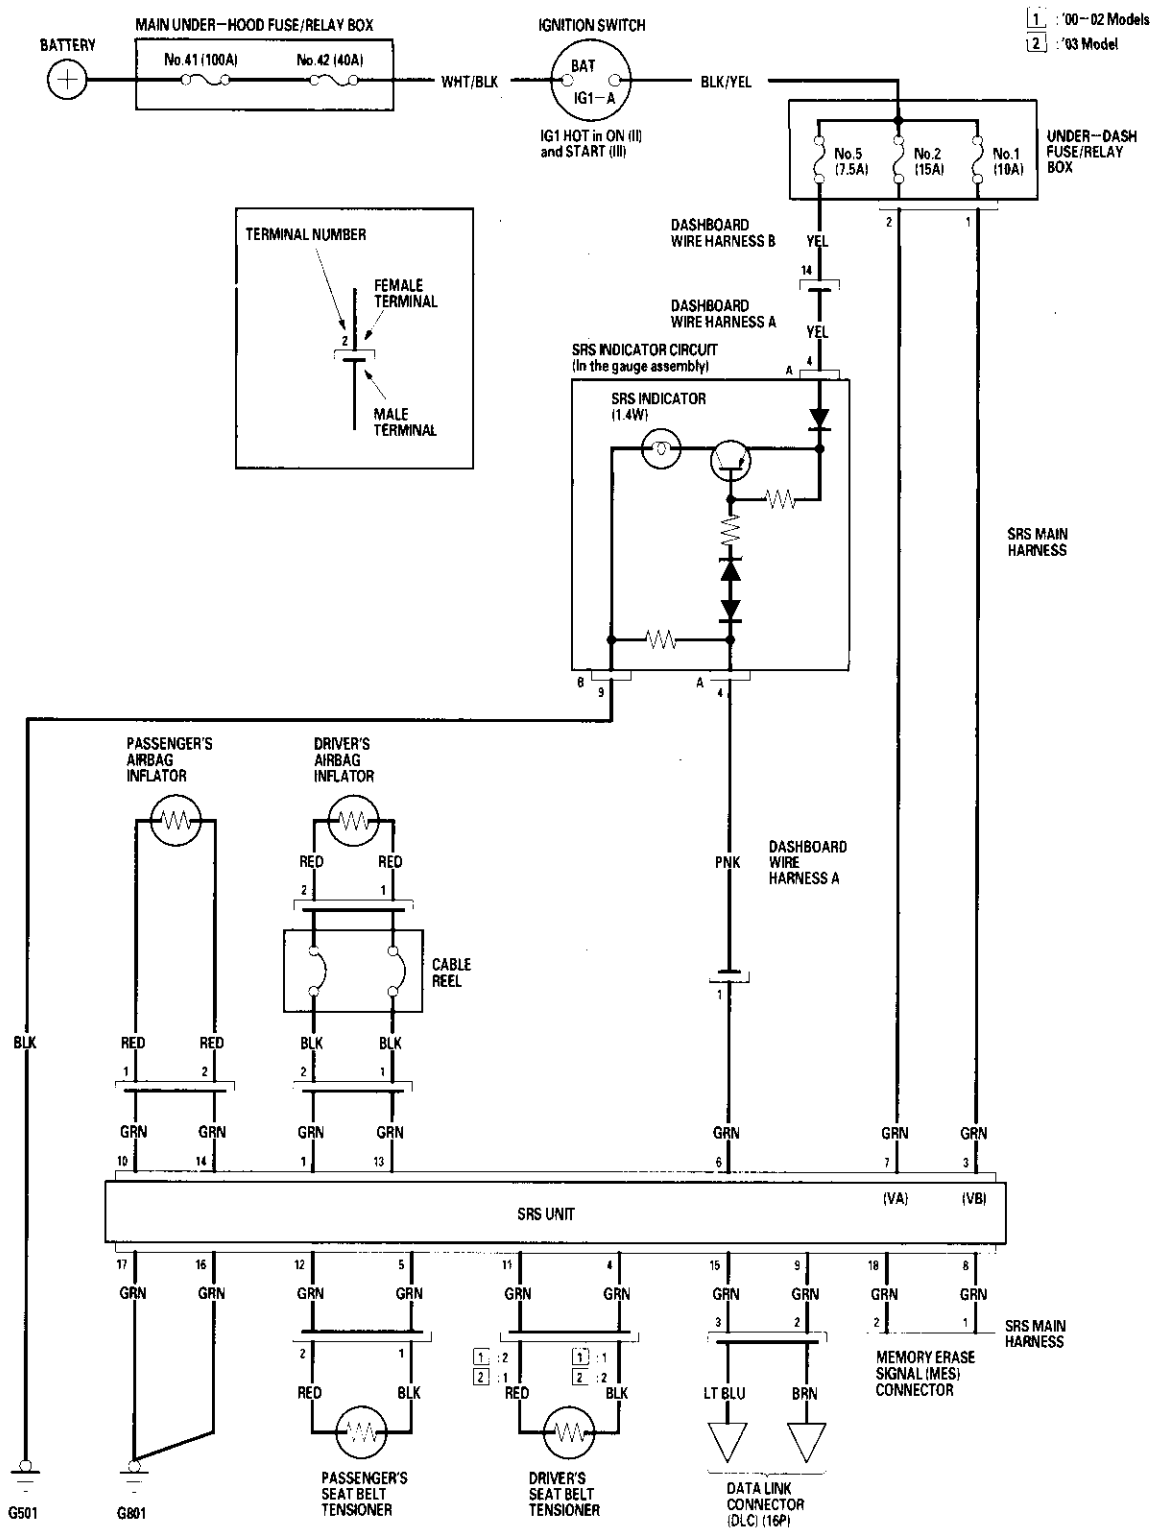 1 : '00-02 Models
2 : '03 Model
MAIN UNDER-HOOD FUSE/RELAY BOX
IGNITION SWITCH
BATTERY
No.41 (100A)
No.42 (40A)
BAT
IG1-A
WHT/BLK
BLK/YEL
IG1 HOT in ON (II)
and START (III)
No.5
(7.5A)
No.2
(15A)
No.1
(10A)
UNDER-DASH
FUSE/RELAY
BOX
2
1
TERMINAL NUMBER
FEMALE
TERMINAL
2
MALE
TERMINAL
DASHBOARD
WIRE HARNESS B
YEL
14
DASHBOARD
WIRE HARNESS A
YEL
SRS INDICATOR CIRCUIT
(In the gauge assembly)
A
4
SRS INDICATOR
(1.4W)
SRS MAIN
HARNESS
B
9
A
4
PASSENGER'S
AIRBAG
INFLATOR
DRIVER'S
AIRBAG
INFLATOR
RED
RED
2
1
PNK
DASHBOARD
WIRE
HARNESS A
CABLE
REEL
1
BLK
RED
RED
BLK
BLK
1
2
2
1
GRN
GRN
GRN
GRN
GRN
GRN
GRN
10
14
1
13
6
7
3
(VA)
(VB)
SRS UNIT
17
16
12
5
11
4
15
9
18
8
GRN
GRN
GRN
GRN
GRN
GRN
GRN
GRN
GRN
GRN
3
2
2
1
SRS MAIN
HARNESS
2
1
1 : 2
2 : 1
1 : 1
2 : 2
MEMORY ERASE
SIGNAL (MES)
CONNECTOR
RED
BLK
RED
BLK
LT BLU
BRN
PASSENGER'S
SEAT BELT
TENSIONER
DRIVER'S
SEAT BELT
TENSIONER
DATA LINK
CONNECTOR
(DLC) (16P)
G501
G801